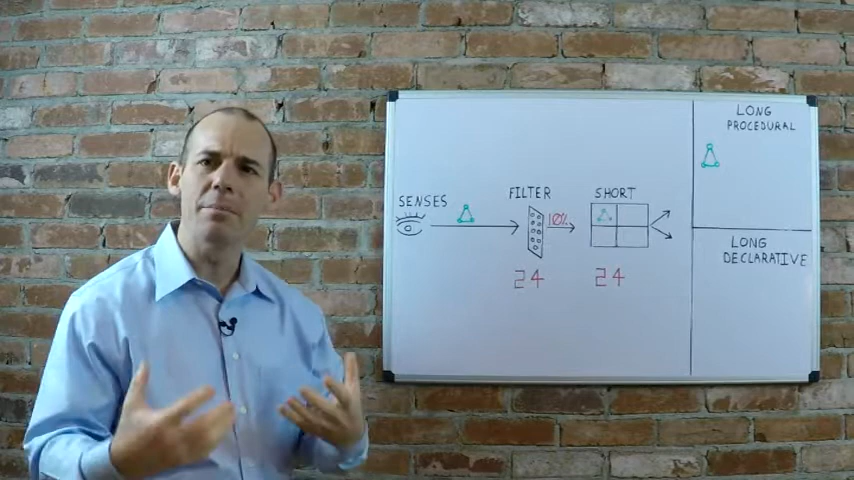 SENSES
FILTER
10%
SHORT
24
24
LONG
PROCEDURAL
LONG
DECLARATIVE